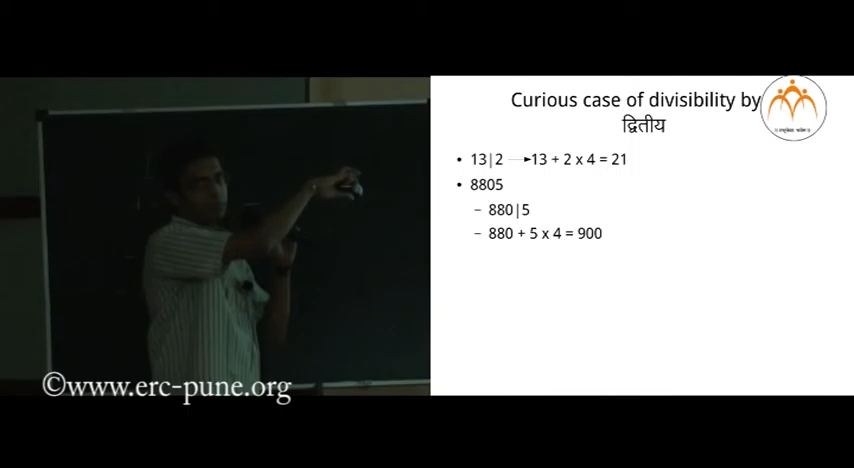 Curious case of divisibility by
द्वितीय
• 13|2 → 13 + 2 x 4 = 21
• 8805
– 880|5
– 880 + 5 x 4 = 900
©www.erc-pune.org